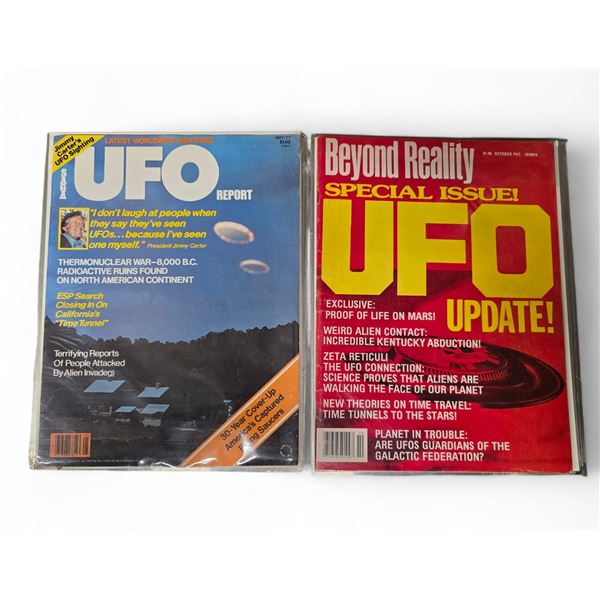 Jimmy
Carter's
UFO Sighting
LATEST WORLDWIDE SIGHTINGS
MAY • 77
$1.00
SAGA
UFO
REPORT
"I don't laugh at people when
they say they've seen
UFOs...because I've seen
one myself." President Jimmy Carter
THERMONUCLEAR WAR–8,000 B.C.
RADIOACTIVE RUINS FOUND
ON NORTH AMERICAN CONTINENT
ESP Search
Closing In On
California's
"Time Tunnel"
Terrifying Reports
Of People Attacked
By Alien Invaders
30-Year Cover-Up
America's Captured
Flying Saucers
Beyond Reality
OCTOBER
SPECIAL ISSUE!
UFO
UPDATE!
EXCLUSIVE:
PROOF OF LIFE ON MARS!
WEIRD ALIEN CONTACT:
INCREDIBLE KENTUCKY ABDUCTION!
ZETA RETICULI
THE UFO CONNECTION:
SCIENCE PROVES THAT ALIENS ARE
WALKING THE FACE OF OUR PLANET
NEW THEORIES ON TIME TRAVEL:
TIME TUNNELS TO THE STARS!
PLANET IN TROUBLE:
ARE UFOS GUARDIANS OF THE
GALACTIC FEDERATION?